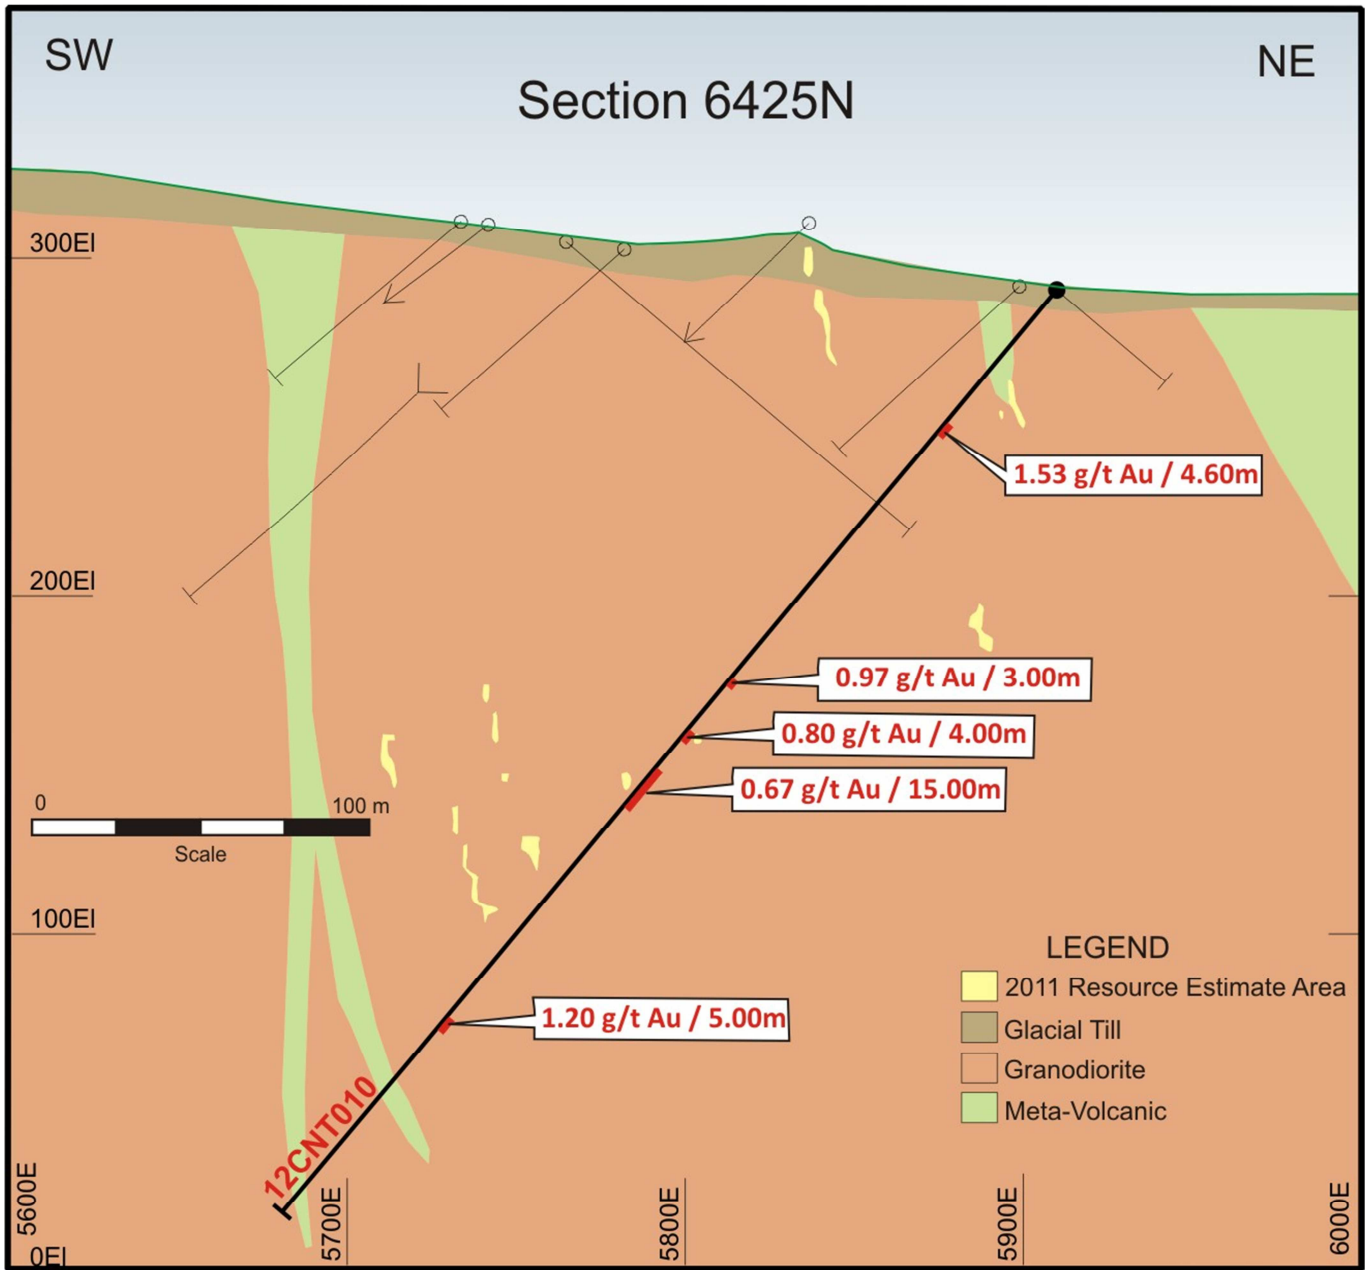 SW
NE
Section 6425N
300El
1.53 g/t Au / 4.60m
200El
0.97 g/t Au / 3.00m
0.80 g/t Au / 4.00m
0.67 g/t Au / 15.00m
0 100 m
Scale
100El
LEGEND
2011 Resource Estimate Area
Glacial Till
Granodiorite
Meta-Volcanic
1.20 g/t Au / 5.00m
12CNT010
5600E
5700E
5800E
5900E
6000E
0El